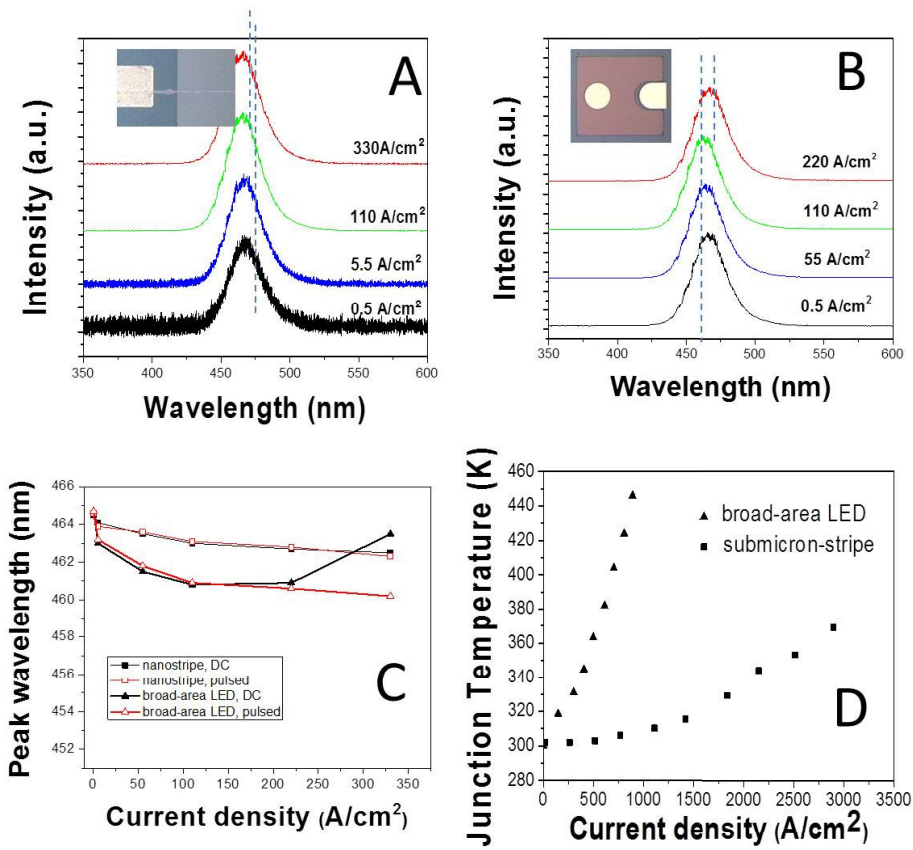 A
330A/cm²
110 A/cm²
5.5 A/cm²
0.5 A/cm²
Intensity (a.u.)
350 400 450 500 550 600
Wavelength (nm)
B
220 A/cm²
110 A/cm²
55 A/cm²
0.5 A/cm²
Intensity (a.u.)
350 400 450 500 550 600
Wavelength (nm)
466
464
462
460
458
456
454
452
Peak wavelength (nm)
nanostripe, DC
nanostripe, pulsed
broad-area LED, DC
broad-area LED, pulsed
C
0 50 100 150 200 250 300 350
Current density (A/cm²)
460
440
420
400
380
360
340
320
300
280
Junction Temperature (K)
broad-area LED
submicron-stripe
D
0 500 1000 1500 2000 2500 3000 3500
Current density (A/cm²)